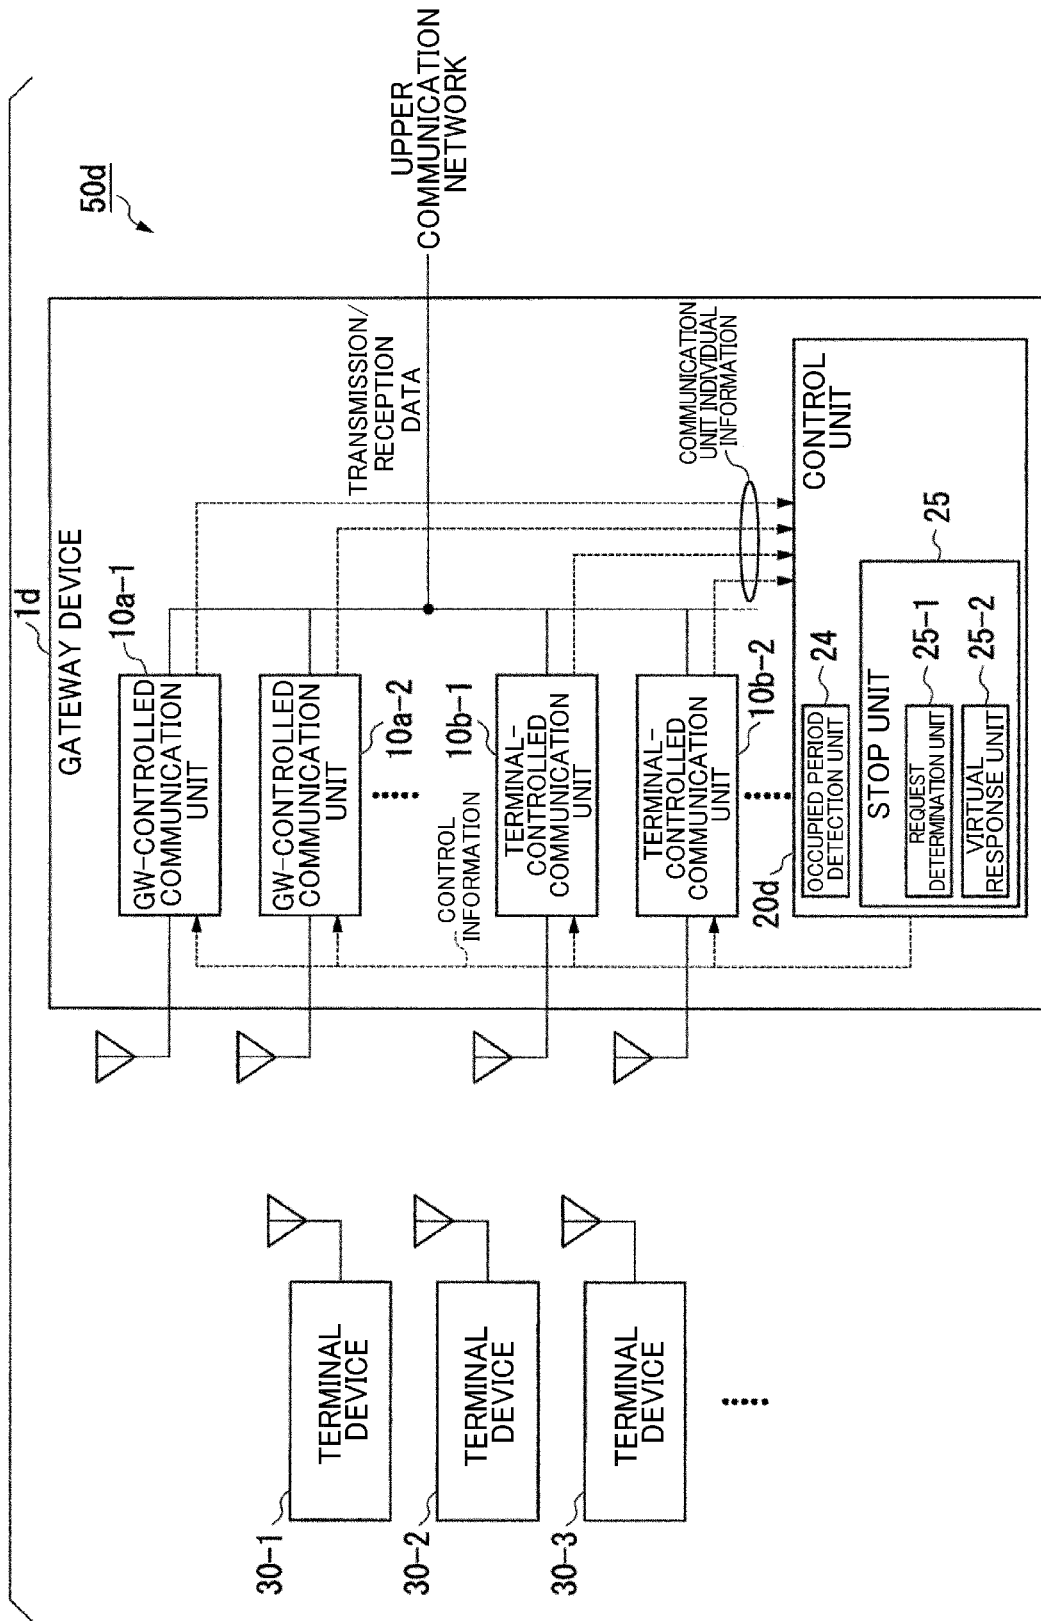 50d
1d
GATEWAY DEVICE
UPPER
COMMUNICATION
NETWORK
TRANSMISSION/
RECEPTION
DATA
10a-1
GW-CONTROLLED
COMMUNICATION
UNIT
GW-CONTROLLED
COMMUNICATION
UNIT
10a-2
CONTROL
INFORMATION
10b-1
TERMINAL-
CONTROLLED
COMMUNICATION
UNIT
TERMINAL-
CONTROLLED
COMMUNICATION
UNIT
10b-2
COMMUNICATION
UNIT INDIVIDUAL
INFORMATION
20d
CONTROL
UNIT
OCCUPIED PERIOD
DETECTION UNIT
24
STOP UNIT
25
REQUEST
DETERMINATION UNIT
25-1
VIRTUAL
RESPONSE UNIT
25-2
30-1
TERMINAL
DEVICE
30-2
TERMINAL
DEVICE
30-3
TERMINAL
DEVICE